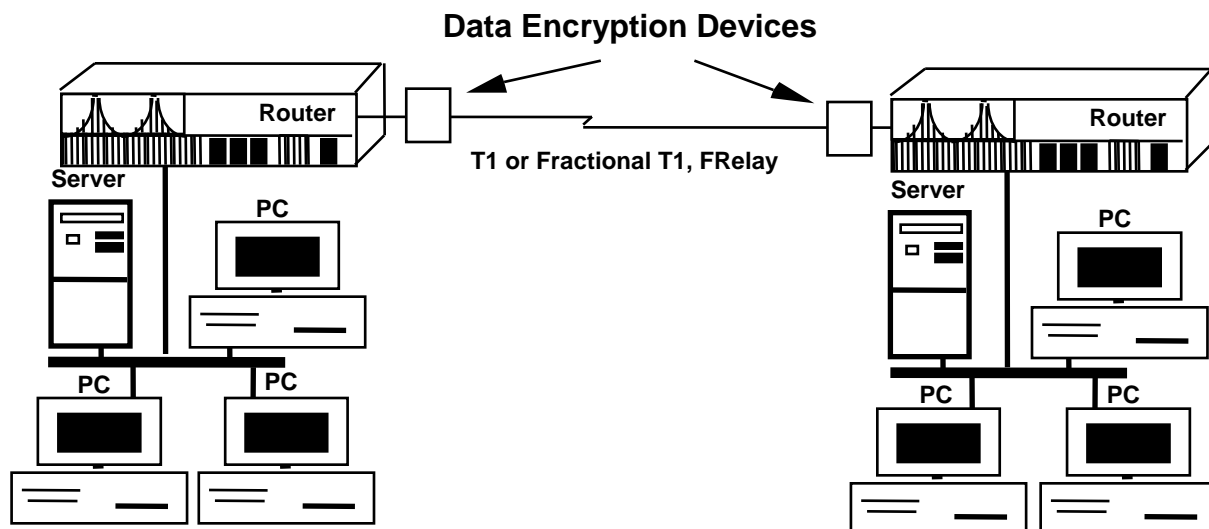 Data Encryption Devices
Router
Router
T1 or Fractional T1, FRelay
Server
Server
PC
PC
PC
PC
PC
PC